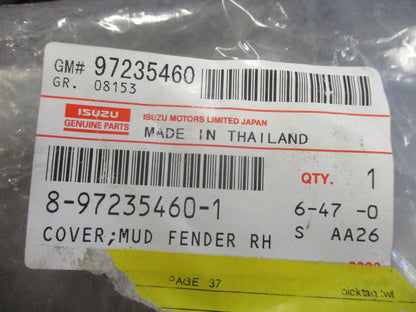 GM# 97235460
GR. 08153
ISUZU
GENUINE PARTS
ISUZU MOTORS LIMITED JAPAN
MADE IN THAILAND
QTY. 1
8-97235460-1
6-47 -0
COVER;MUD FENDER RH
S AA26
PAGE 37